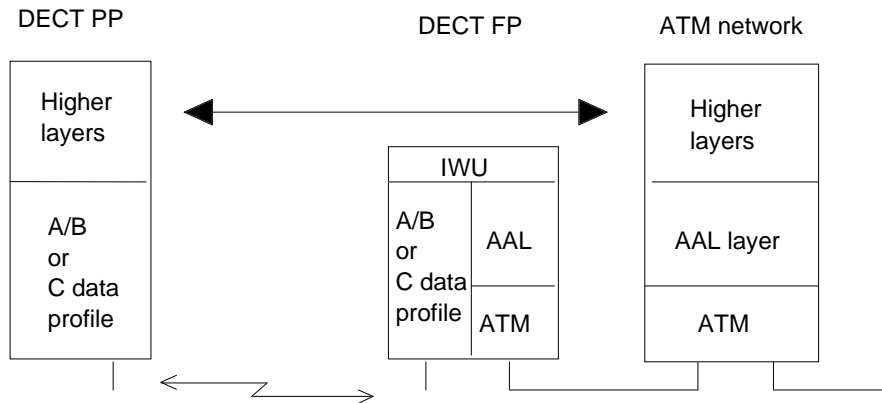 DECT PP
DECT FP
ATM network
Higher
layers
A/B
or
C data
profile
IWU
A/B
or
C data
profile
AAL
ATM
Higher
layers
AAL layer
ATM